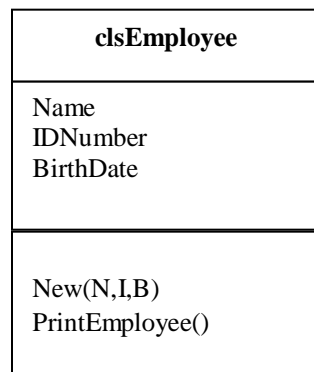 clsEmployee
Name
IDNumber
BirthDate
New(N,I,B)
PrintEmployee()